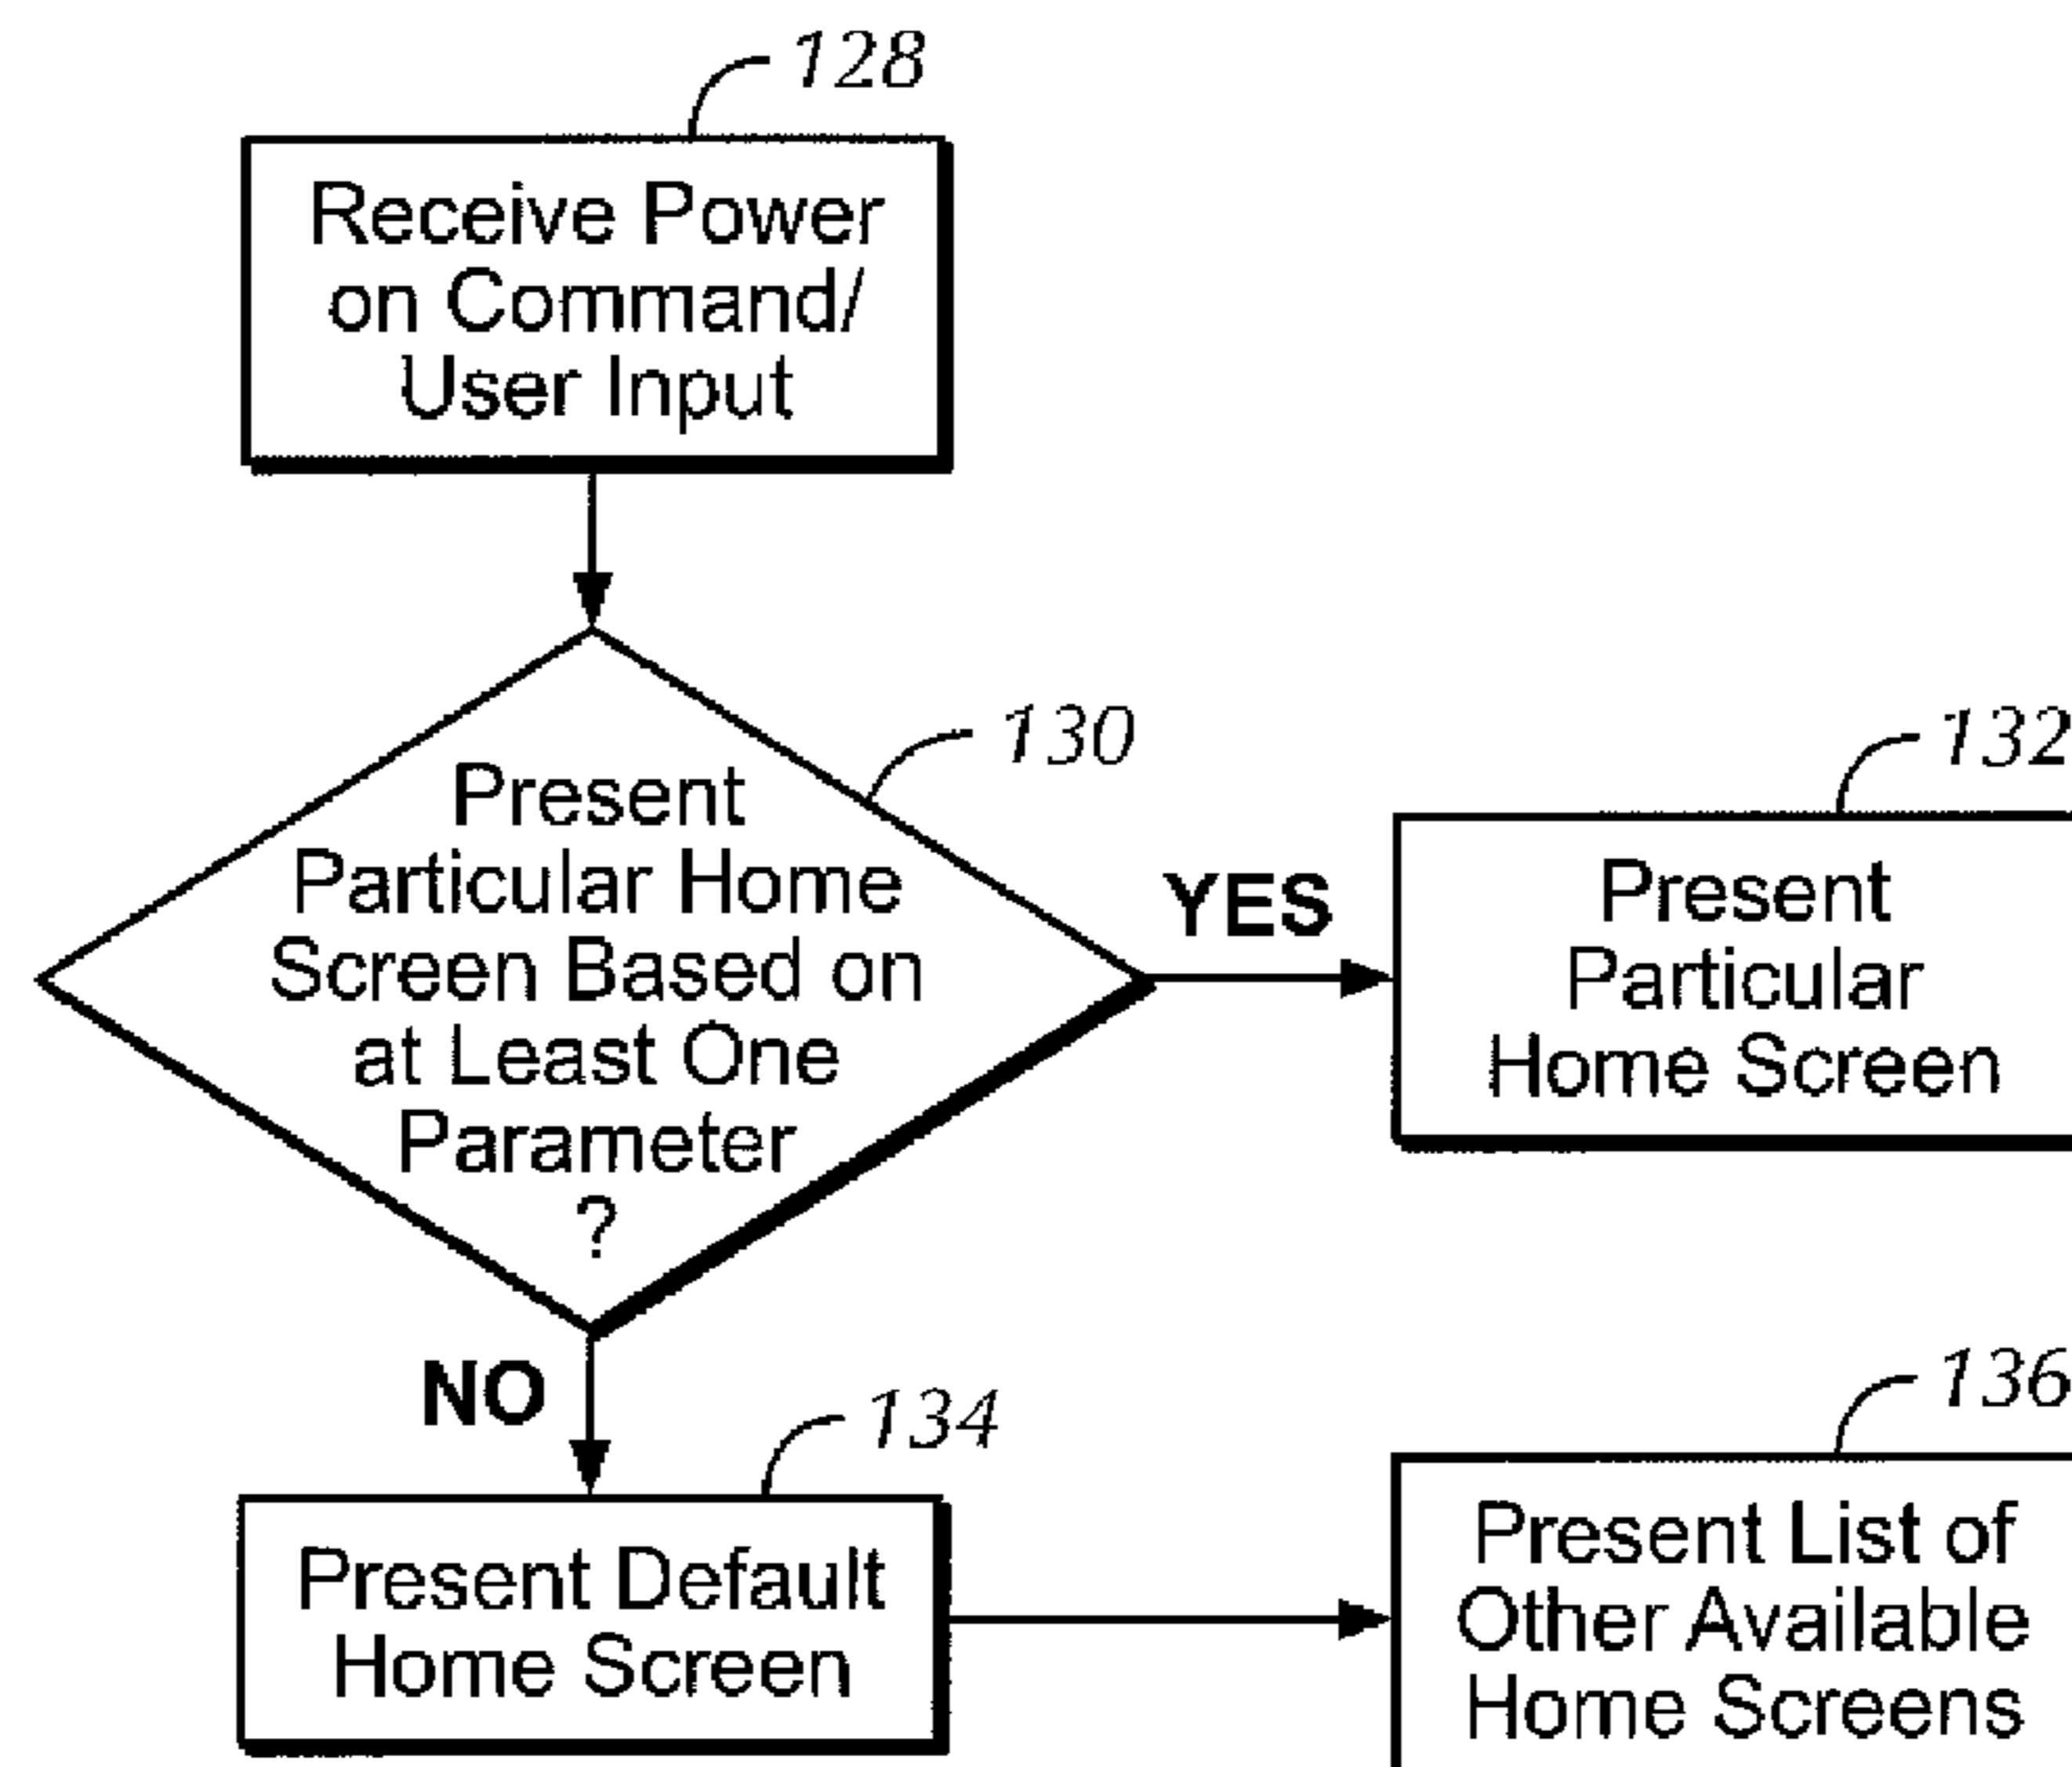 128
Receive Power
on Command/
User Input
130
Present
Particular Home
Screen Based on
at Least One
Parameter
?
YES
132
Present
Particular
Home Screen
NO
134
Present Default
Home Screen
136
Present List of
Other Available
Home Screens